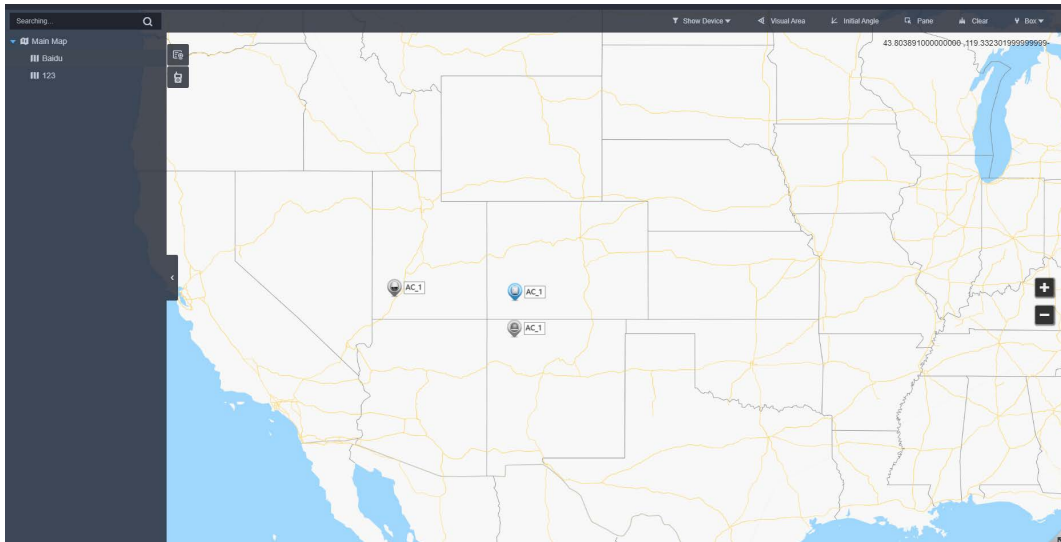 Searching...
Show Device
Visual Area
Initial Angle
Pane
Clear
Box
Main Map
Baidu
123
43.803891000000000-,119.332301999999999-
AC_1
AC_1
AC_1